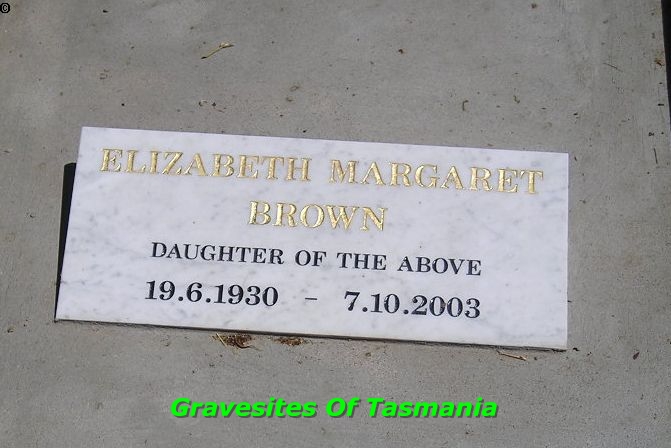 ©
ELIZABETH MARGARET
BROWN
DAUGHTER OF THE ABOVE
19.6.1930 - 7.10.2003
Gravesites Of Tasmania